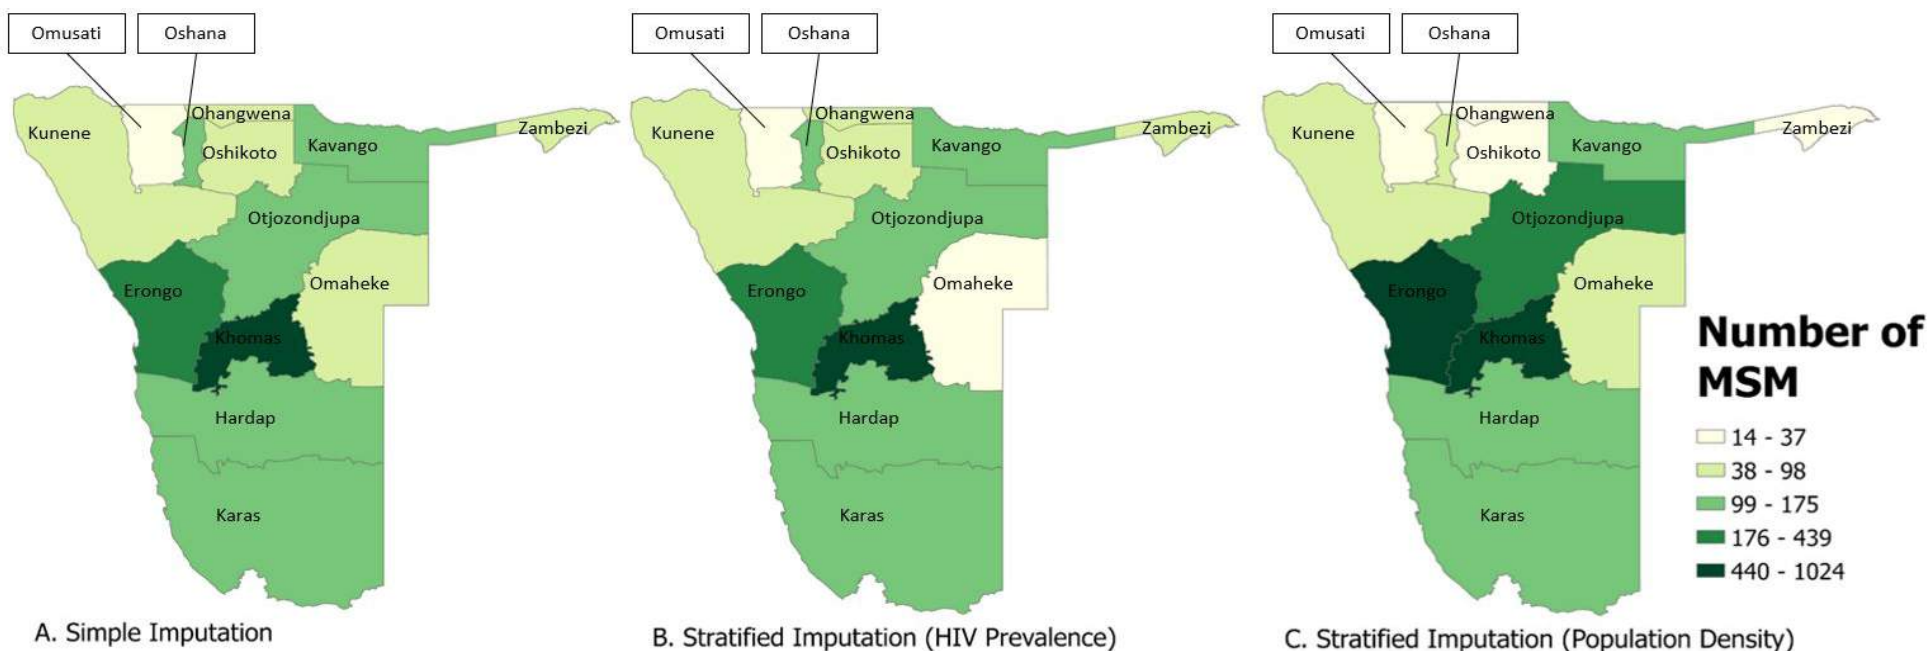 Omusati
Oshana
Kunene
Ohangwena
Oshikoto
Kavango
Zambezi
Otjozondjupa
Omaheke
Erongo
Khomas
Hardap
Karas
A. Simple Imputation
Omusati
Oshana
Kunene
Ohangwena
Oshikoto
Kavango
Zambezi
Otjozondjupa
Omaheke
Erongo
Khomas
Hardap
Karas
B. Stratified Imputation (HIV Prevalence)
Omusati
Oshana
Kunene
Ohangwena
Oshikoto
Kavango
Zambezi
Otjozondjupa
Omaheke
Erongo
Khomas
Hardap
Karas
C. Stratified Imputation (Population Density)
Number of
MSM
14 - 37
38 - 98
99 - 175
176 - 439
440 - 1024